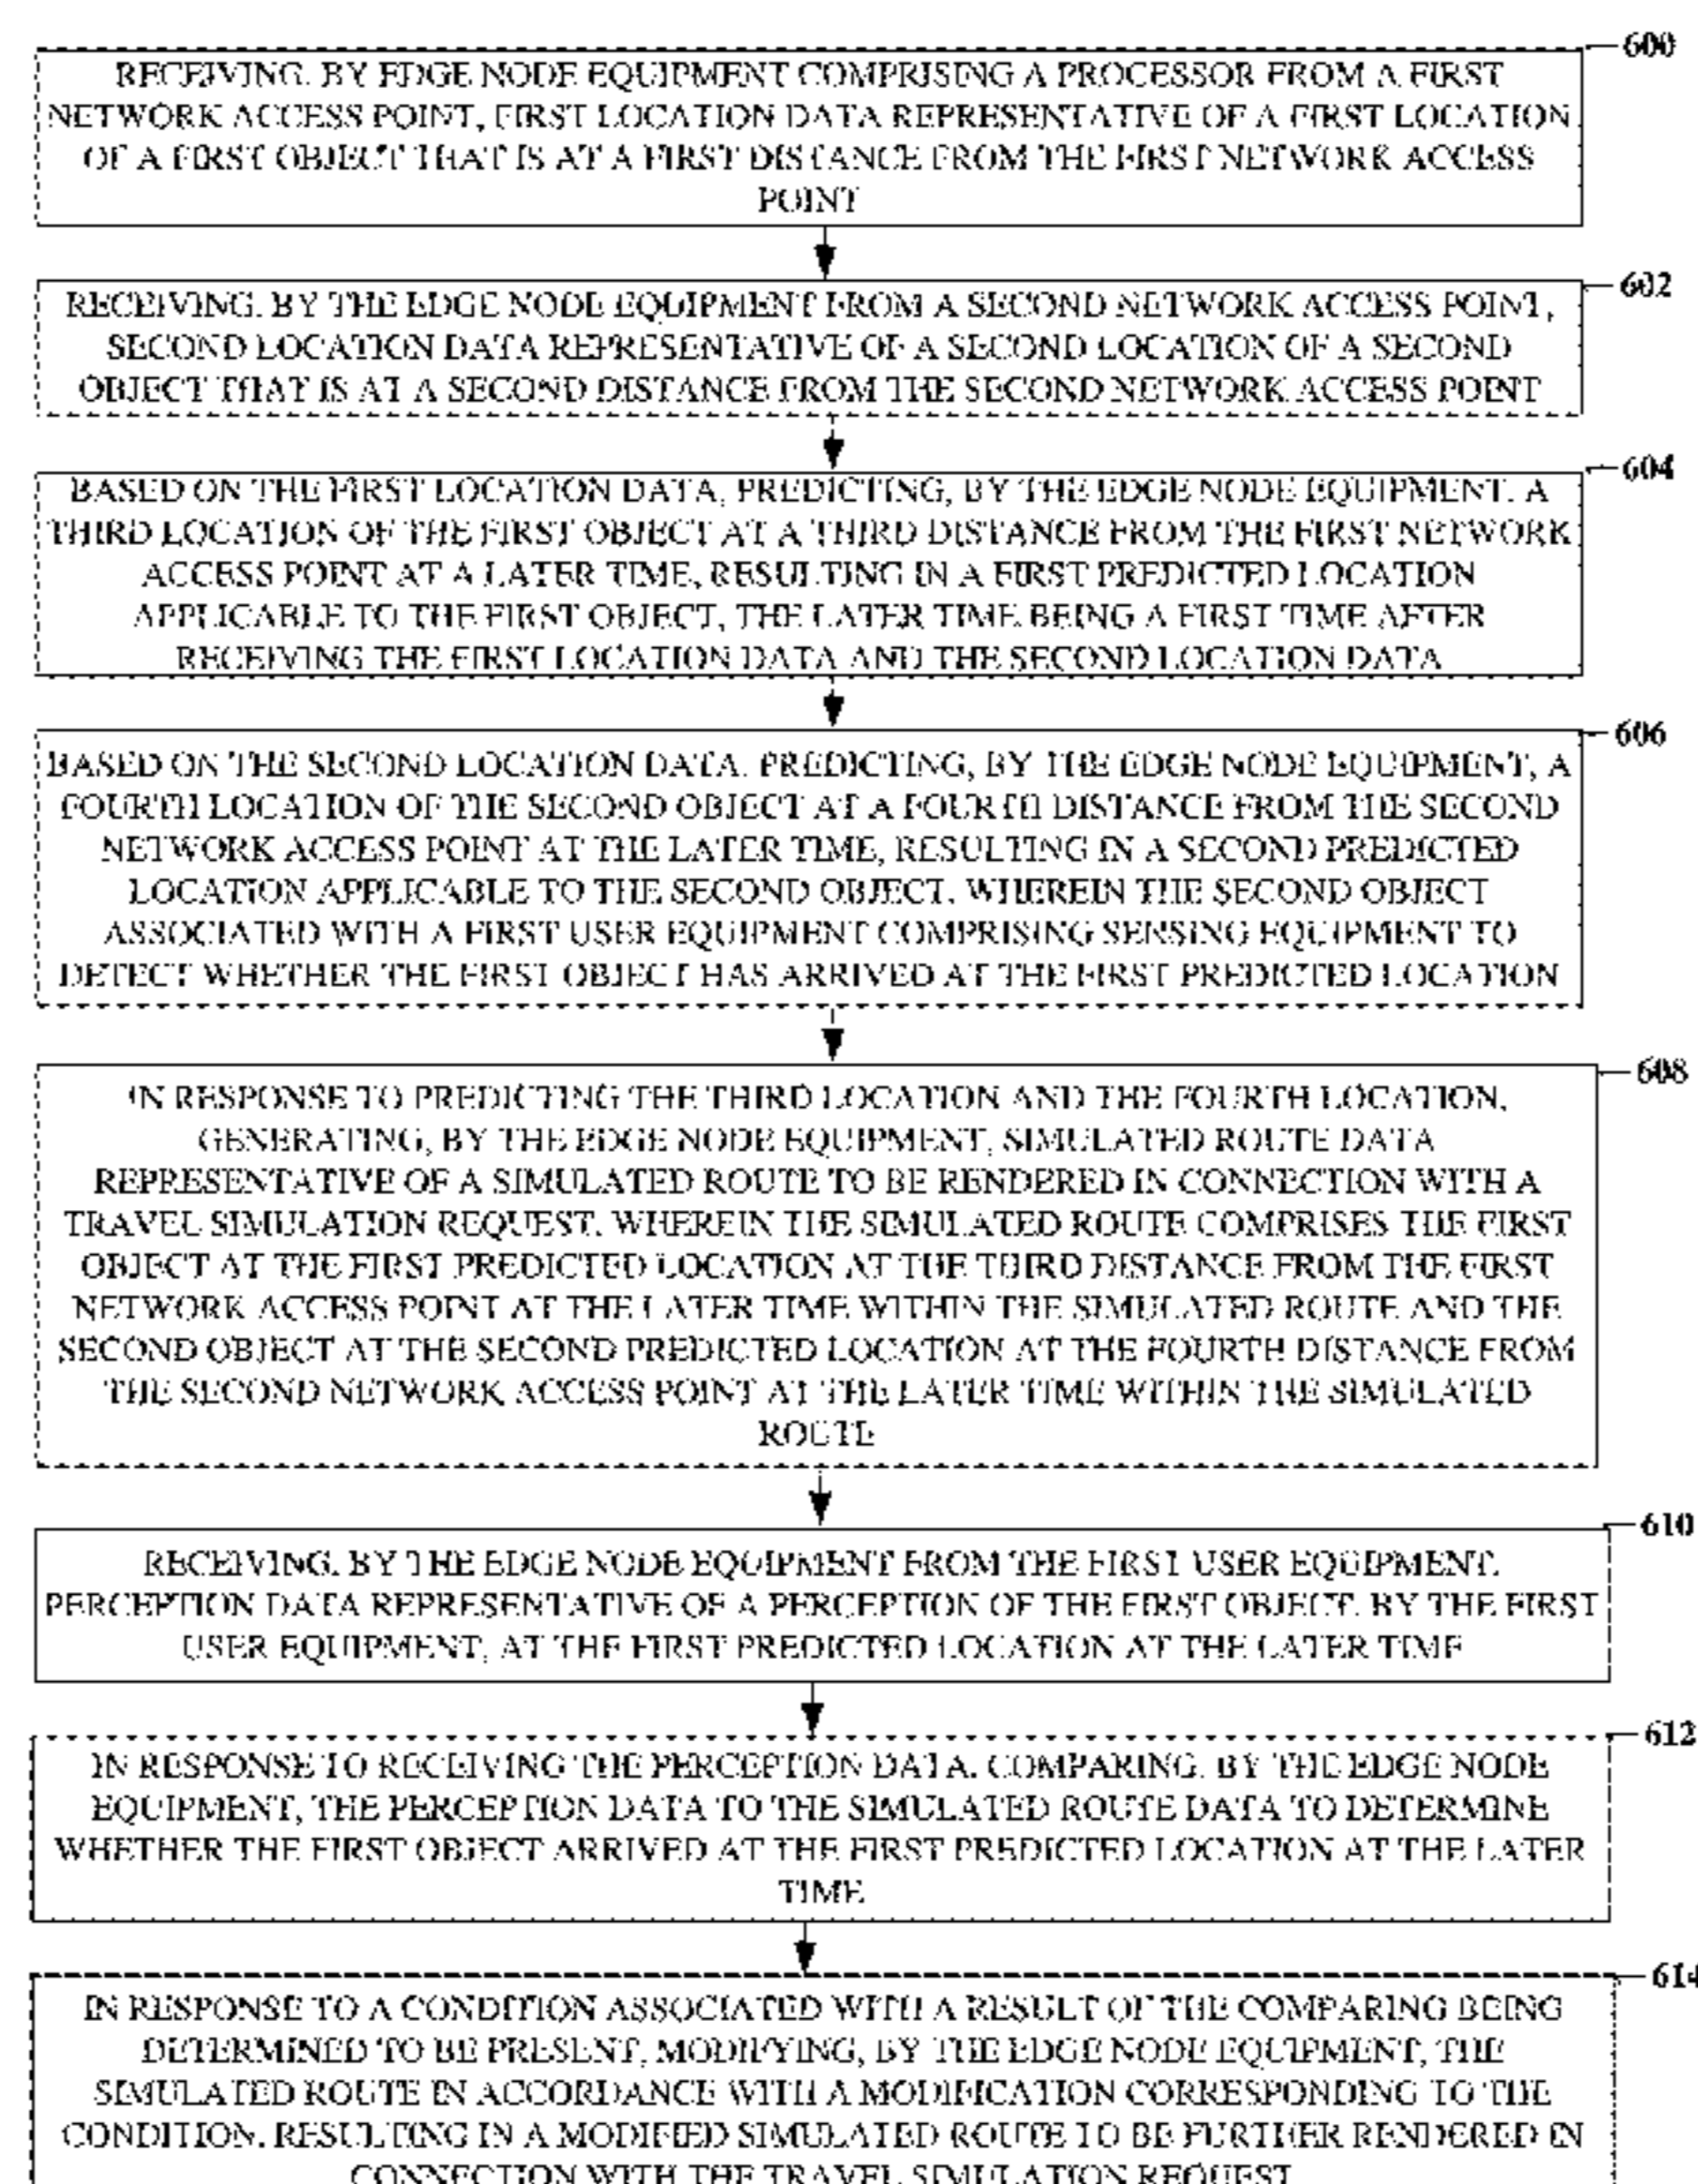 600
RECEIVING, BY EDGE NODE EQUIPMENT COMPRISING A PROCESSOR FROM A FIRST
NETWORK ACCESS POINT, FIRST LOCATION DATA REPRESENTATIVE OF A FIRST LOCATION
OF A FIRST OBJECT THAT IS AT A FIRST DISTANCE FROM THE FIRST NETWORK ACCESS
POINT
602
RECEIVING, BY THE EDGE NODE EQUIPMENT FROM A SECOND NETWORK ACCESS POINT,
SECOND LOCATION DATA REPRESENTATIVE OF A SECOND LOCATION OF A SECOND
OBJECT THAT IS AT A SECOND DISTANCE FROM THE SECOND NETWORK ACCESS POINT
604
BASED ON THE FIRST LOCATION DATA, PREDICTING, BY THE EDGE NODE EQUIPMENT, A
THIRD LOCATION OF THE FIRST OBJECT AT A THIRD DISTANCE FROM THE FIRST NETWORK
ACCESS POINT AT A LATER TIME, RESULTING IN A FIRST PREDICTED LOCATION
APPLICABLE TO THE FIRST OBJECT, THE LATER TIME BEING A FIRST TIME AFTER
RECEIVING THE FIRST LOCATION DATA AND THE SECOND LOCATION DATA
606
BASED ON THE SECOND LOCATION DATA, PREDICTING, BY THE EDGE NODE EQUIPMENT, A
FOURTH LOCATION OF THE SECOND OBJECT AT A FOURTH DISTANCE FROM THE SECOND
NETWORK ACCESS POINT AT THE LATER TIME, RESULTING IN A SECOND PREDICTED
LOCATION APPLICABLE TO THE SECOND OBJECT, WHEREIN THE SECOND OBJECT
ASSOCIATED WITH A FIRST USER EQUIPMENT COMPRISING SENSING EQUIPMENT TO
DETECT WHETHER THE FIRST OBJECT HAS ARRIVED AT THE FIRST PREDICTED LOCATION
608
IN RESPONSE TO PREDICTING THE THIRD LOCATION AND THE FOURTH LOCATION,
GENERATING, BY THE EDGE NODE EQUIPMENT, SIMULATED ROUTE DATA
REPRESENTATIVE OF A SIMULATED ROUTE TO BE RENDERED IN CONNECTION WITH A
TRAVEL SIMULATION REQUEST, WHEREIN THE SIMULATED ROUTE COMPRISES THE FIRST
OBJECT AT THE FIRST PREDICTED LOCATION AT THE THIRD DISTANCE FROM THE FIRST
NETWORK ACCESS POINT AT THE LATER TIME WITHIN THE SIMULATED ROUTE AND THE
SECOND OBJECT AT THE SECOND PREDICTED LOCATION AT THE FOURTH DISTANCE FROM
THE SECOND NETWORK ACCESS POINT AT THE LATER TIME WITHIN THE SIMULATED
ROUTE
610
RECEIVING, BY THE EDGE NODE EQUIPMENT FROM THE FIRST USER EQUIPMENT,
PERCEPTION DATA REPRESENTATIVE OF A PERCEPTION OF THE FIRST OBJECT, BY THE FIRST
USER EQUIPMENT, AT THE FIRST PREDICTED LOCATION AT THE LATER TIME
612
IN RESPONSE TO RECEIVING THE PERCEPTION DATA, COMPARING, BY THE EDGE NODE
EQUIPMENT, THE PERCEPTION DATA TO THE SIMULATED ROUTE DATA TO DETERMINE
WHETHER THE FIRST OBJECT ARRIVED AT THE FIRST PREDICTED LOCATION AT THE LATER
TIME
614
IN RESPONSE TO A CONDITION ASSOCIATED WITH A RESULT OF THE COMPARING BEING
DETERMINED TO BE PRESENT, MODIFYING, BY THE EDGE NODE EQUIPMENT, THE
SIMULATED ROUTE IN ACCORDANCE WITH A MODIFICATION CORRESPONDING TO THE
CONDITION, RESULTING IN A MODIFIED SIMULATED ROUTE TO BE FURTHER RENDERED IN
CONNECTION WITH THE TRAVEL SIMULATION REQUEST